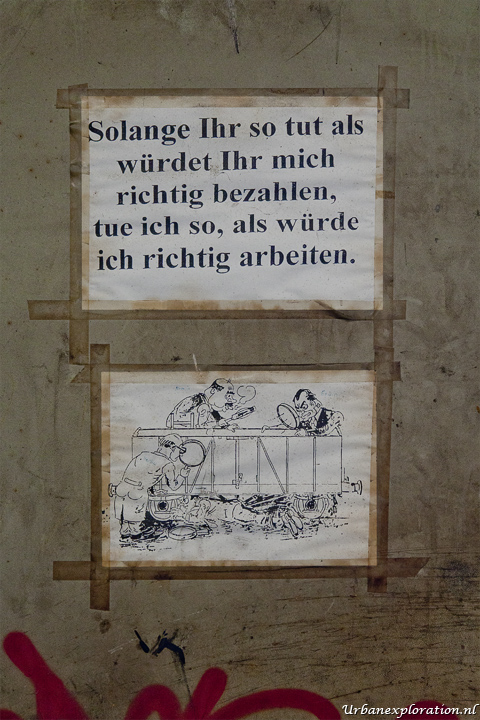 Solange Ihr so tut als
würdet Ihr mich
richtig bezahlen,
tue ich so, als würde
ich richtig arbeiten.
Urbanexploration.nl